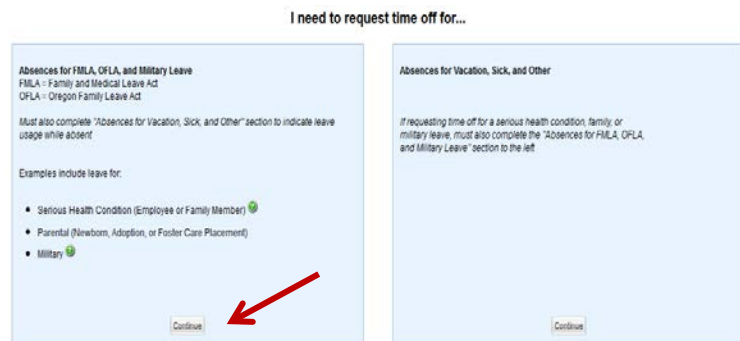 I need to request time off for...
Absences for FMLA, OFLA, and Military Leave
FMLA = Family and Medical Leave Act
OFLA = Oregon Family Leave Act
Must also complete "Absences for Vacation, Sick, and Other" section to indicate leave
usage while absent
Examples include leave for:
• Serious Health Condition (Employee or Family Member)
• Parental (Newborn, Adoption, or Foster Care Placement)
• Military
Continue
Absences for Vacation, Sick, and Other
If requesting time off for a serious health condition, family, or
military leave, must also complete the "Absences for FMLA, OFLA,
and Military Leave" section to the left
Continue